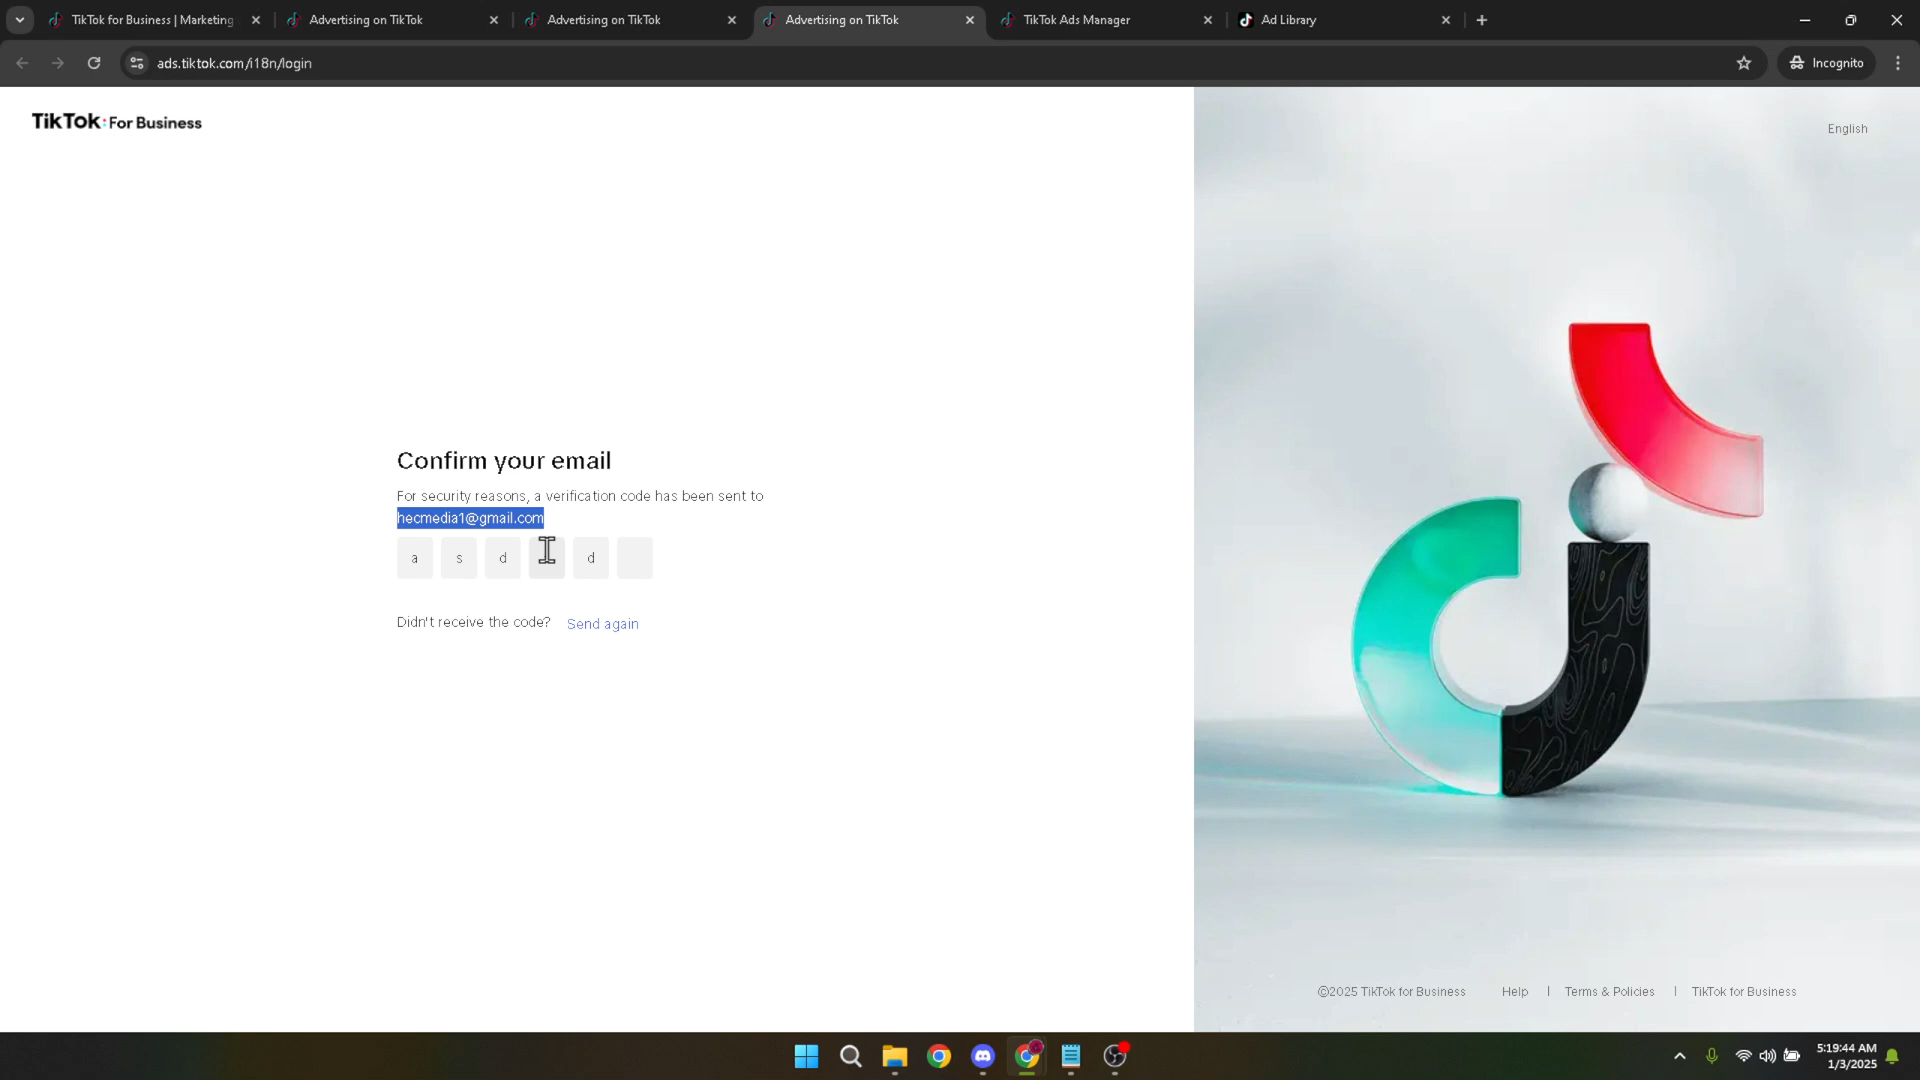 TikTok for Business | Marketing
Advertising on TikTok
Advertising on TikTok
Advertising on TikTok
TikTok Ads Manager
Ad Library
ads.tiktok.com/i18n/login
Incognito
TikTok: For Business
English
Confirm your email
For security reasons, a verification code has been sent to
hecmedia1@gmail.com
a s d d
Didn't receive the code? Send again
©2025 TikTok for Business Help | Terms & Policies | TikTok for Business
5:19:44 AM
1/3/2025